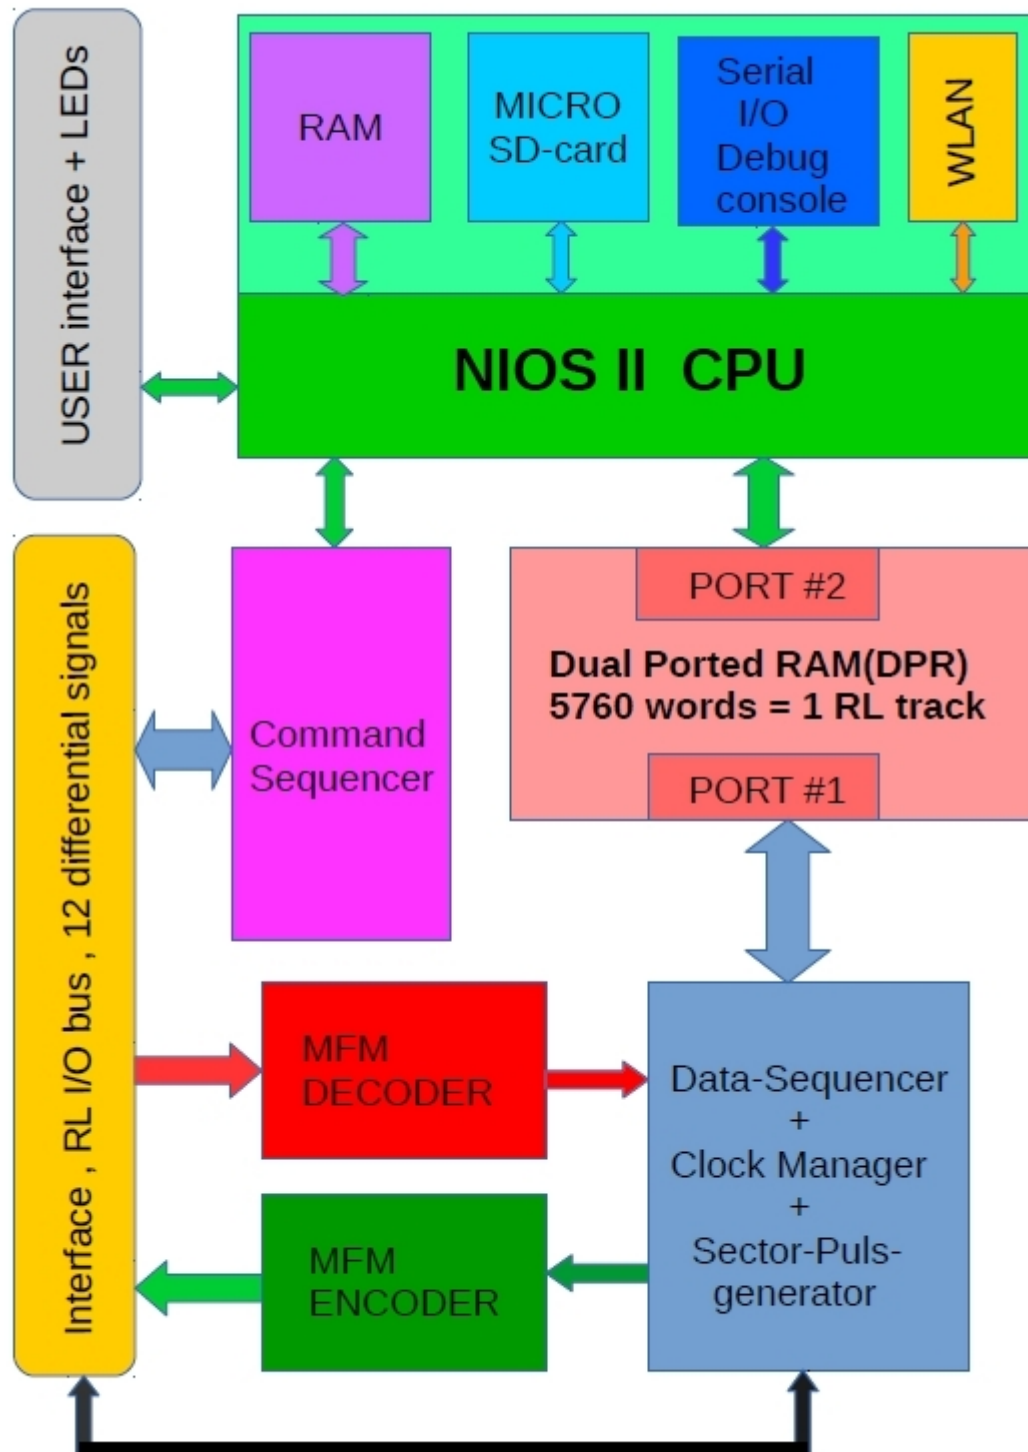 USER interface + LEDs
RAM
MICRO
SD-card
Serial
I/O
Debug
console
WLAN
NIOS II CPU
Interface , RL I/O bus , 12 differential signals
Command
Sequencer
PORT #2
Dual Ported RAM(DPR)
5760 words = 1 RL track
PORT #1
MFM
DECODER
MFM
ENCODER
Data-Sequencer
+
Clock Manager
+
Sector-Puls-
generator